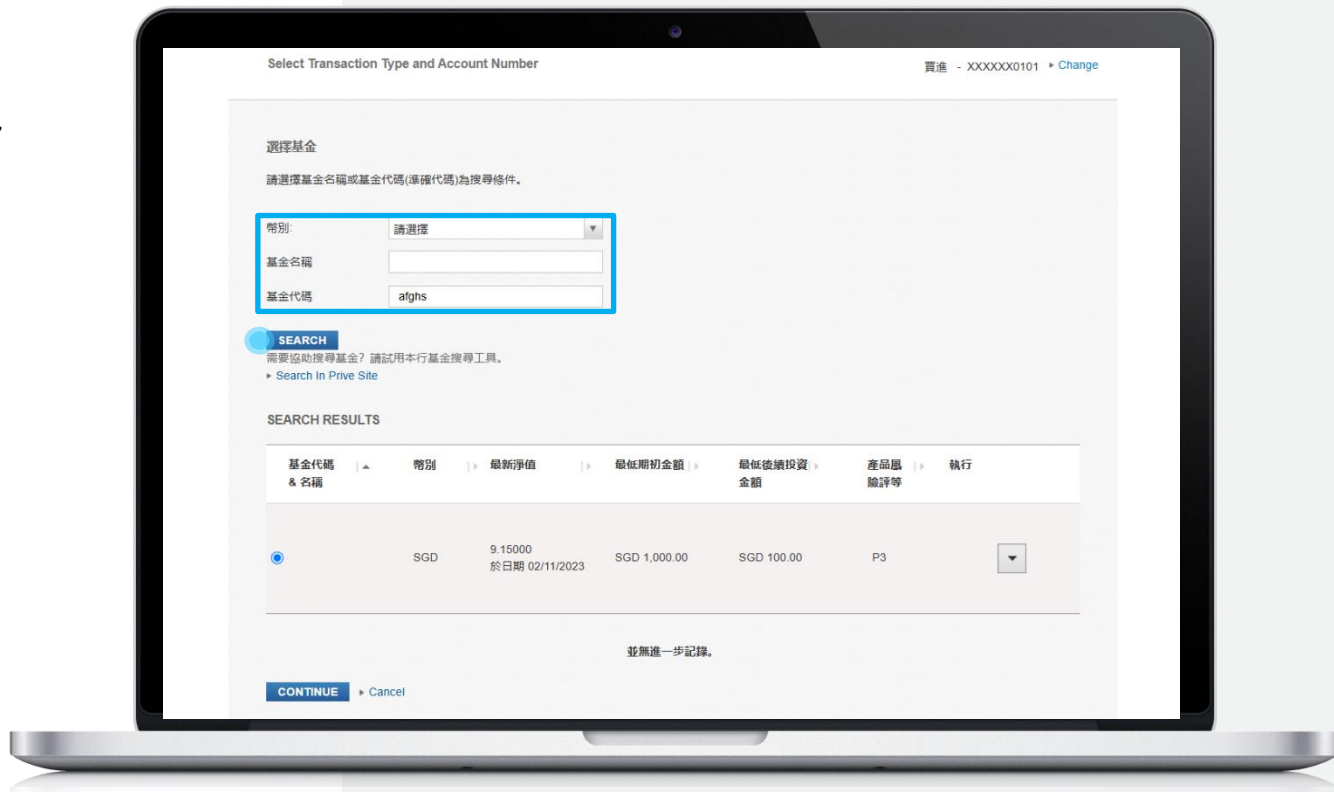 Select Transaction Type and Account Number
買進 - XXXXXX0101 Change
選擇基金
請選擇基金名稱或基金代碼(準確代碼)為搜尋條件。
幣別: 請選擇
基金名稱
基金代碼 afghs
SEARCH
需要協助搜尋基金? 請試用本行基金搜尋工具。
Search In Prive Site
SEARCH RESULTS
基金代碼 幣別 最新淨值 最低期初金額 最低後續投資 產品風 執行
& 名稱 金額 險評等
9.15000
SGD SGD 1,000.00 SGD 100.00 P3
於日期 02/11/2023
並無進一步記錄。
CONTINUE Cancel